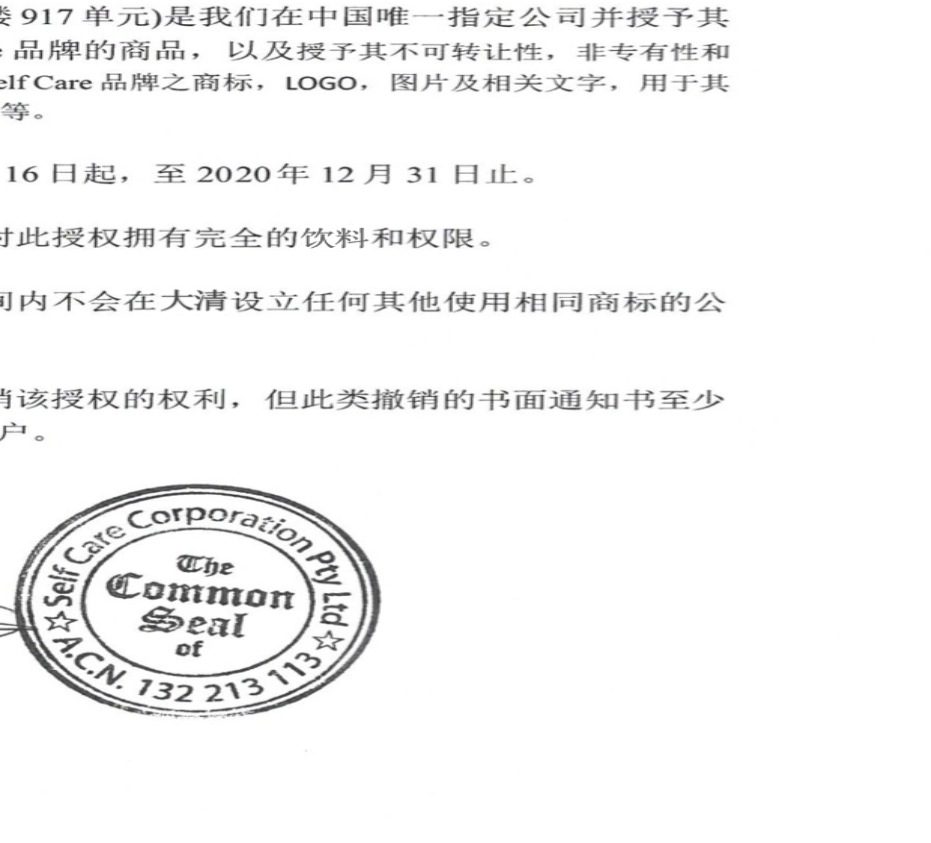 楼 917 单元)是我们在中国唯一指定公司并授予其
品牌的商品，以及授予其不可转让性，非专有性和
elf Care 品牌之商标，LOGO，图片及相关文字，用于其
等。
16 日起，至 2020年 12 月 31 日止。
对此授权拥有完全的饮料和权限。
间内不会在大清设立任何其他使用相同商标的公
销该授权的权利，但此类撤销的书面通知书至少
户。
Self Care Corporation Pty Ltd
The
Common
Seal
of
A.C.N. 132 213 113